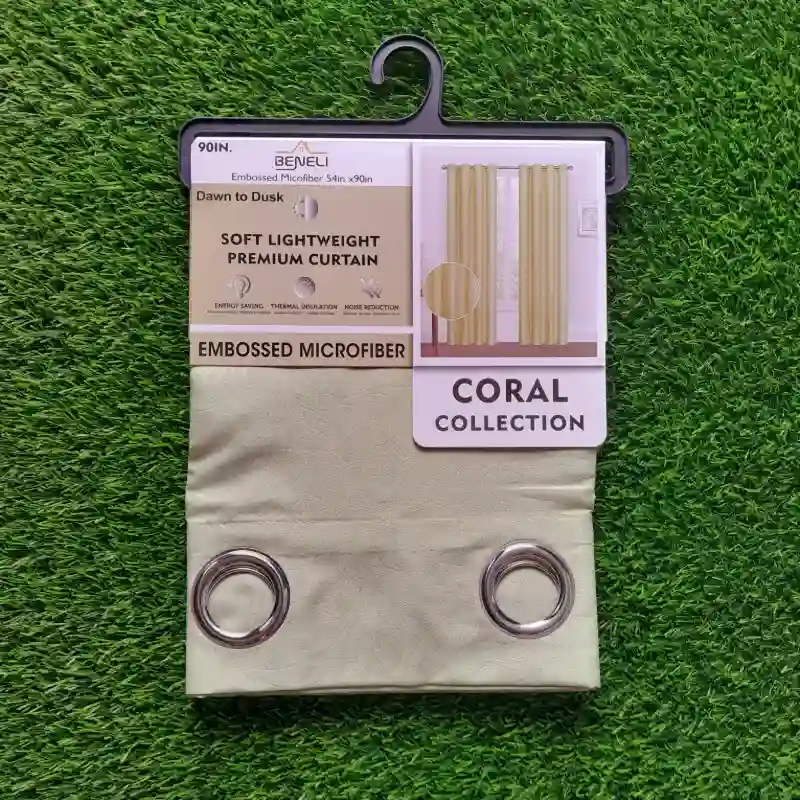 90IN.
BENELI
Embossed Micofiber 54in x90in
Dawn to Dusk
SOFT LIGHTWEIGHT
PREMIUM CURTAIN
ENERGY SAVING THERMAL INSULATION NOISE REDUCTION
EMBOSSED MICROFIBER
CORAL
COLLECTION